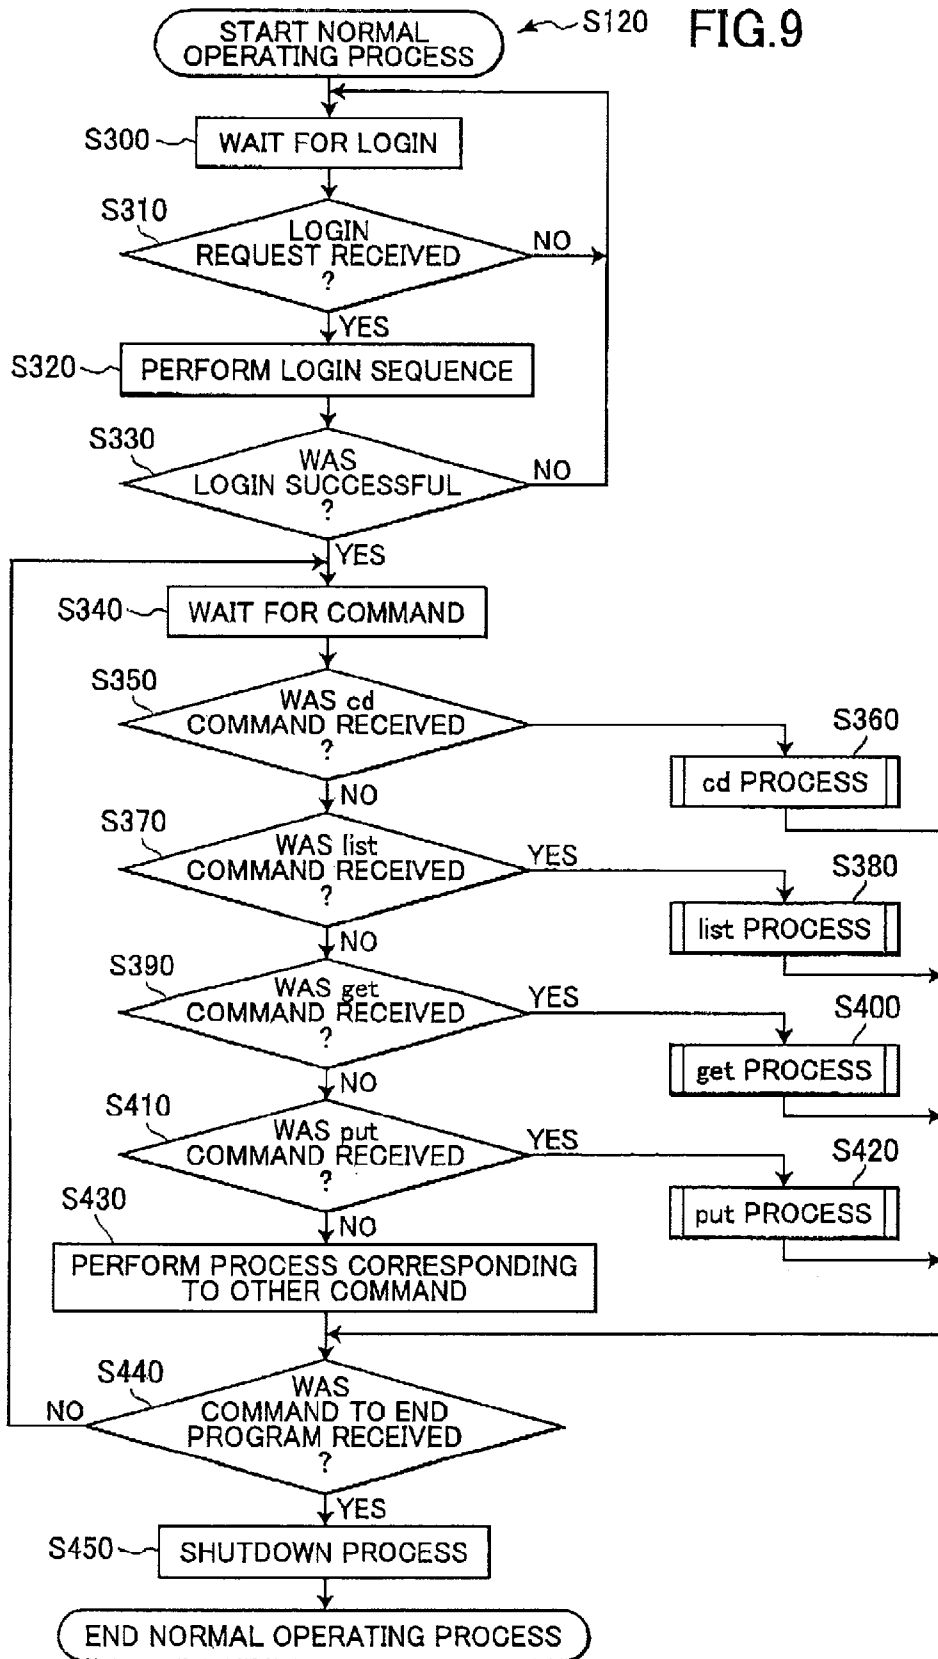 FIG.9
START NORMAL
OPERATING PROCESS
S120
S300
WAIT FOR LOGIN
S310
LOGIN
REQUEST RECEIVED
?
NO
YES
S320
PERFORM LOGIN SEQUENCE
S330
WAS
LOGIN SUCCESSFUL
?
NO
YES
S340
WAIT FOR COMMAND
S350
WAS cd
COMMAND RECEIVED
?
S360
cd PROCESS
NO
S370
WAS list
COMMAND RECEIVED
?
YES
S380
list PROCESS
NO
S390
WAS get
COMMAND RECEIVED
?
YES
S400
get PROCESS
NO
S410
WAS put
COMMAND RECEIVED
?
YES
S420
put PROCESS
NO
S430
PERFORM PROCESS CORRESPONDING
TO OTHER COMMAND
S440
WAS
COMMAND TO END
PROGRAM RECEIVED
?
NO
YES
S450
SHUTDOWN PROCESS
END NORMAL OPERATING PROCESS